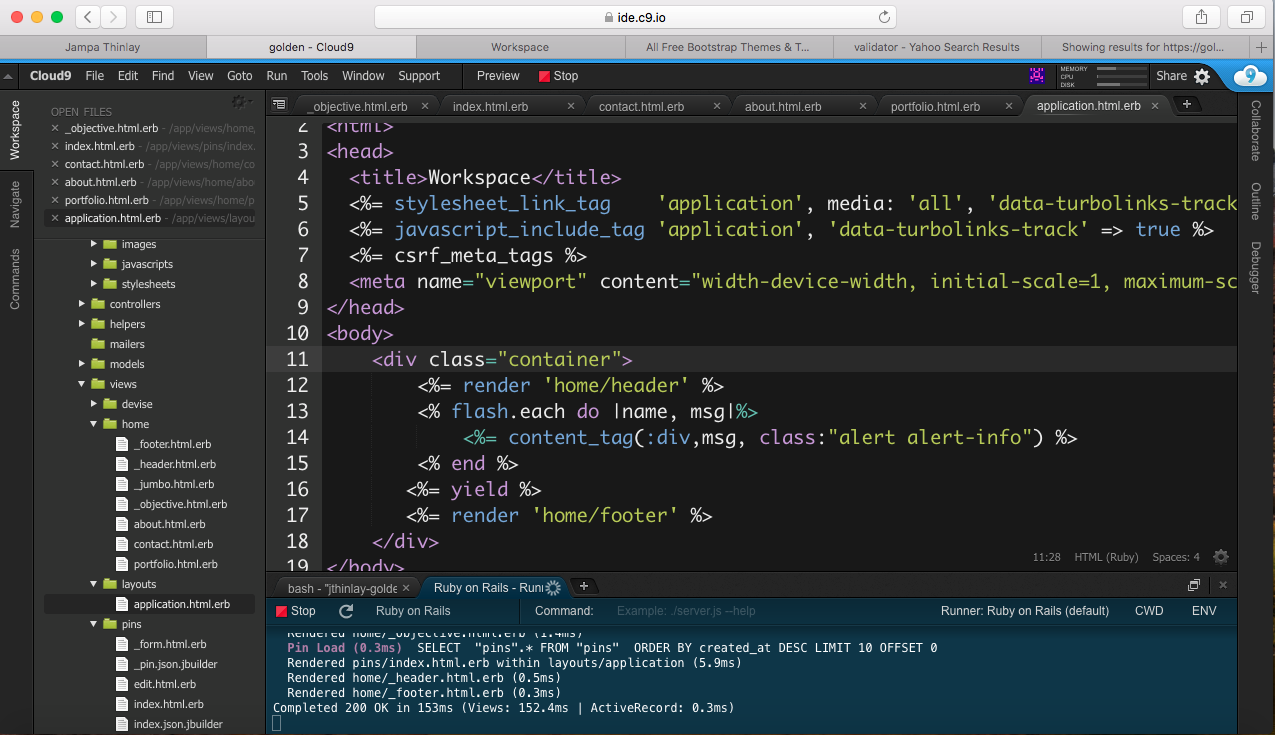 ide.c9.io
Jampa Thinlay
golden - Cloud9
Workspace
All Free Bootstrap Themes & T...
validator - Yahoo Search Results
Showing results for https://gol...
Cloud9 File Edit Find View Goto Run Tools Window Support Preview Stop
MEMORY
CPU
DISK
Share
Workspace
Navigate
Commands
OPEN FILES
_objective.html.erb - /app/views/home,
index.html.erb - /app/views/pins/index.
contact.html.erb - /app/views/home/co
about.html.erb - /app/views/home/abo
portfolio.html.erb - /app/views/home/p
application.html.erb - /app/views/layou
images
javascripts
stylesheets
controllers
helpers
mailers
models
views
devise
home
_footer.html.erb
_header.html.erb
_jumbo.html.erb
_objective.html.erb
about.html.erb
contact.html.erb
portfolio.html.erb
layouts
application.html.erb
pins
_form.html.erb
_pin.json.jbuilder
edit.html.erb
index.html.erb
index.json.jbuilder
_objective.html.erb
index.html.erb
contact.html.erb
about.html.erb
portfolio.html.erb
application.html.erb
2 <html>
3 <head>
4 <title>Workspace</title>
5 <%= stylesheet_link_tag 'application', media: 'all', 'data-turbolinks-track
6 <%= javascript_include_tag 'application', 'data-turbolinks-track' => true %>
7 <%= csrf_meta_tags %>
8 <meta name="viewport" content="width-device-width, initial-scale=1, maximum-sc
9 </head>
10 <body>
11 <div class="container">
12 <%= render 'home/header' %>
13 <% flash.each do |name, msg|%>
14 <%= content_tag(:div,msg, class:"alert alert-info") %>
15 <% end %>
16 <%= yield %>
17 <%= render 'home/footer' %>
18 </div>
19 </body>
11:28 HTML (Ruby) Spaces: 4
Collaborate
Outline
Debugger
bash - "jthinlay-golde
Ruby on Rails - Runn
Stop Ruby on Rails Command: Example: ./server.js --help Runner: Ruby on Rails (default) CWD ENV
Rendered home/_objective.html.erb (1.4ms)
Pin Load (0.3ms) SELECT "pins".* FROM "pins" ORDER BY created_at DESC LIMIT 10 OFFSET 0
Rendered pins/index.html.erb within layouts/application (5.9ms)
Rendered home/_header.html.erb (0.5ms)
Rendered home/_footer.html.erb (0.3ms)
Completed 200 OK in 153ms (Views: 152.4ms | ActiveRecord: 0.3ms)